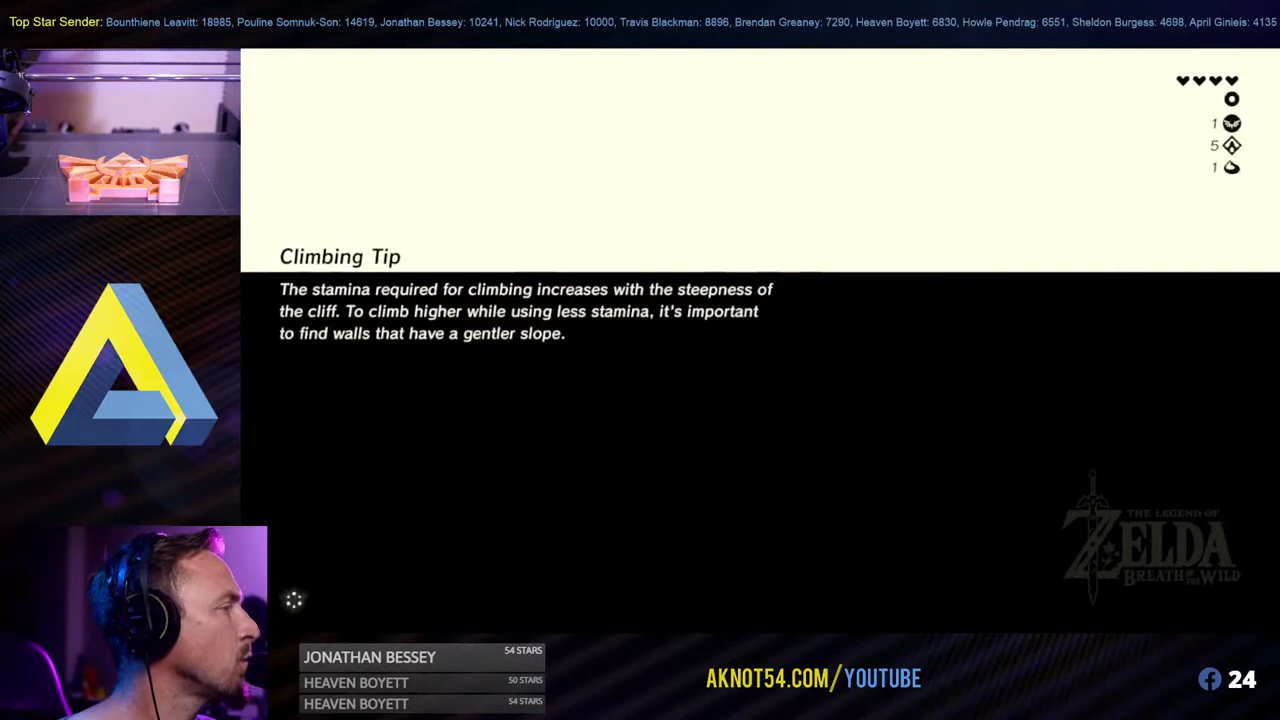 Top Star Sender: Bounthiene Leavitt: 18985, Pouline Somnuk-Son: 14619, Jonathan Bessey: 10241, Nick Rodriguez: 10000, Travis Blackman: 8896, Brendan Greaney: 7290, Heaven Boyett: 6830, Howle Pendrag: 6551, Sheldon Burgess: 4698, April Ginieis: 4135
1
5
1
Climbing Tip
The stamina required for climbing increases with the steepness of
the cliff. To climb higher while using less stamina, it's important
to find walls that have a gentler slope.
THE LEGEND OF
ZELDA
BREATH OF THE WILD
JONATHAN BESSEY 54 STARS
HEAVEN BOYETT 50 STARS
HEAVEN BOYETT 54 STARS
AKNOT54.COM/YOUTUBE
24